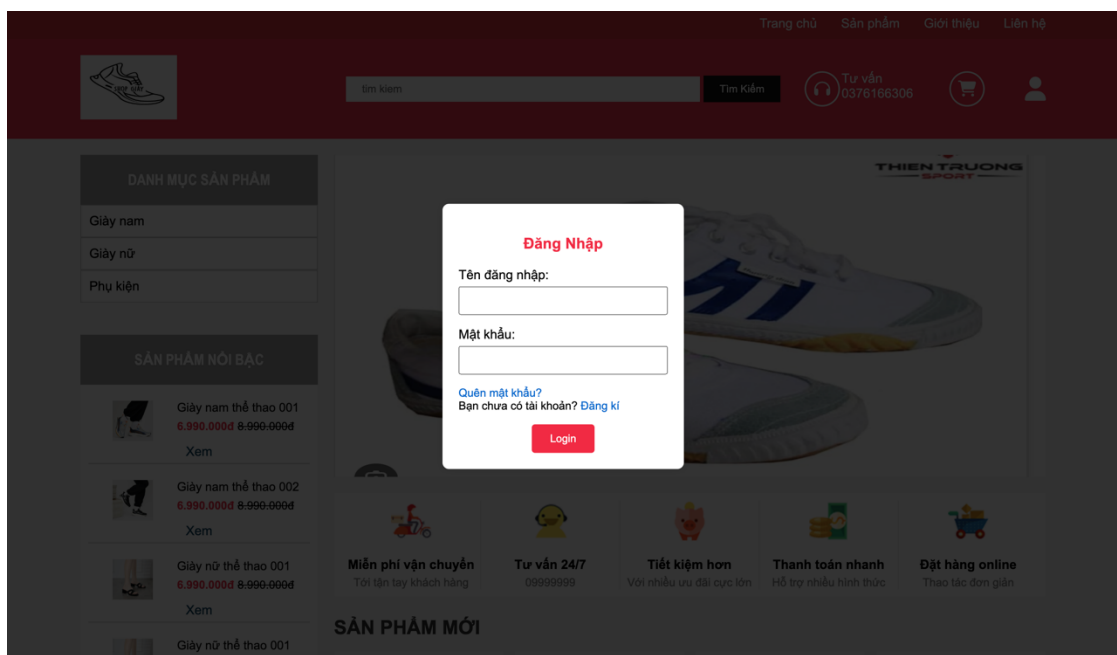 Trang chủ Sản phẩm Giới thiệu Liên hệ
SHOP GIÀY
tim kiem
Tìm Kiếm
Tư vấn
0376166306
DANH MỤC SẢN PHẨM
Giày nam
Giày nữ
Phụ kiện
THIEN TRUONG
SPORT
Đăng Nhập
Tên đăng nhập:
Mật khẩu:
Quên mật khẩu?
Bạn chưa có tài khoản? Đăng kí
Login
SẢN PHẨM NỔI BẬC
Giày nam thể thao 001
6.990.000đ 8.990.000đ
Xem
Giày nam thể thao 002
6.990.000đ 8.990.000đ
Xem
Giày nữ thể thao 001
6.990.000đ 8.990.000đ
Xem
Giày nữ thể thao 001
Miễn phí vận chuyển
Tới tận tay khách hàng
Tư vấn 24/7
09999999
Tiết kiệm hơn
Với nhiều ưu đãi cực lớn
Thanh toán nhanh
Hỗ trợ nhiều hình thức
Đặt hàng online
Thao tác đơn giản
SẢN PHẨM MỚI